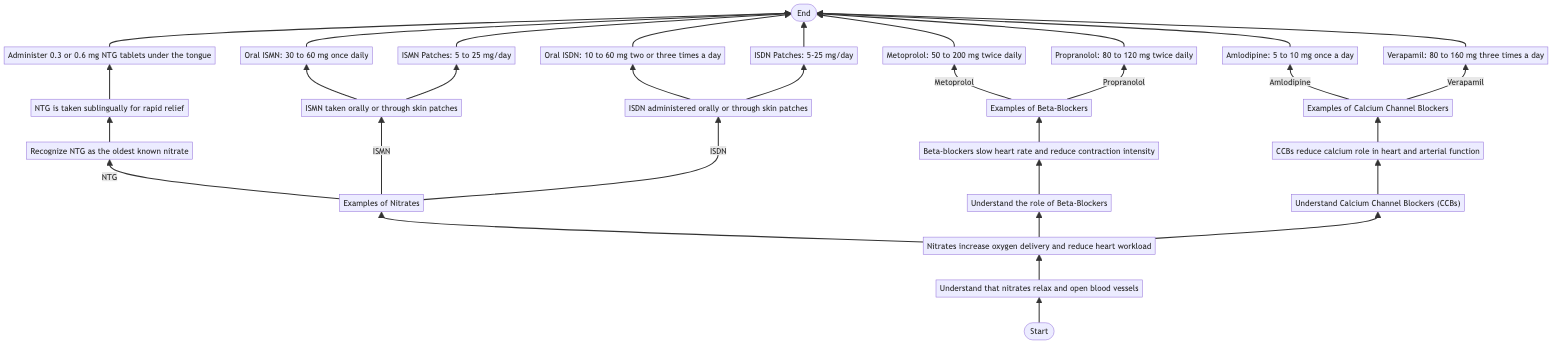 End
Administer 0.3 or 0.6 mg NTG tablets under the tongue
Oral ISMN: 30 to 60 mg once daily
ISMN Patches: 5 to 25 mg/day
Oral ISDN: 10 to 60 mg two or three times a day
ISDN Patches: 5-25 mg/day
Metoprolol: 50 to 200 mg twice daily
Propranolol: 80 to 120 mg twice daily
Amlodipine: 5 to 10 mg once a day
Verapamil: 80 to 160 mg three times a day
Metoprolol
Propranolol
Amlodipine
Verapamil
NTG is taken sublingually for rapid relief
ISMN taken orally or through skin patches
ISDN administered orally or through skin patches
Examples of Beta-Blockers
Examples of Calcium Channel Blockers
Recognize NTG as the oldest known nitrate
ISMN
ISDN
Beta-blockers slow heart rate and reduce contraction intensity
CCBs reduce calcium role in heart and arterial function
NTG
Examples of Nitrates
Understand the role of Beta-Blockers
Understand Calcium Channel Blockers (CCBs)
Nitrates increase oxygen delivery and reduce heart workload
Understand that nitrates relax and open blood vessels
Start